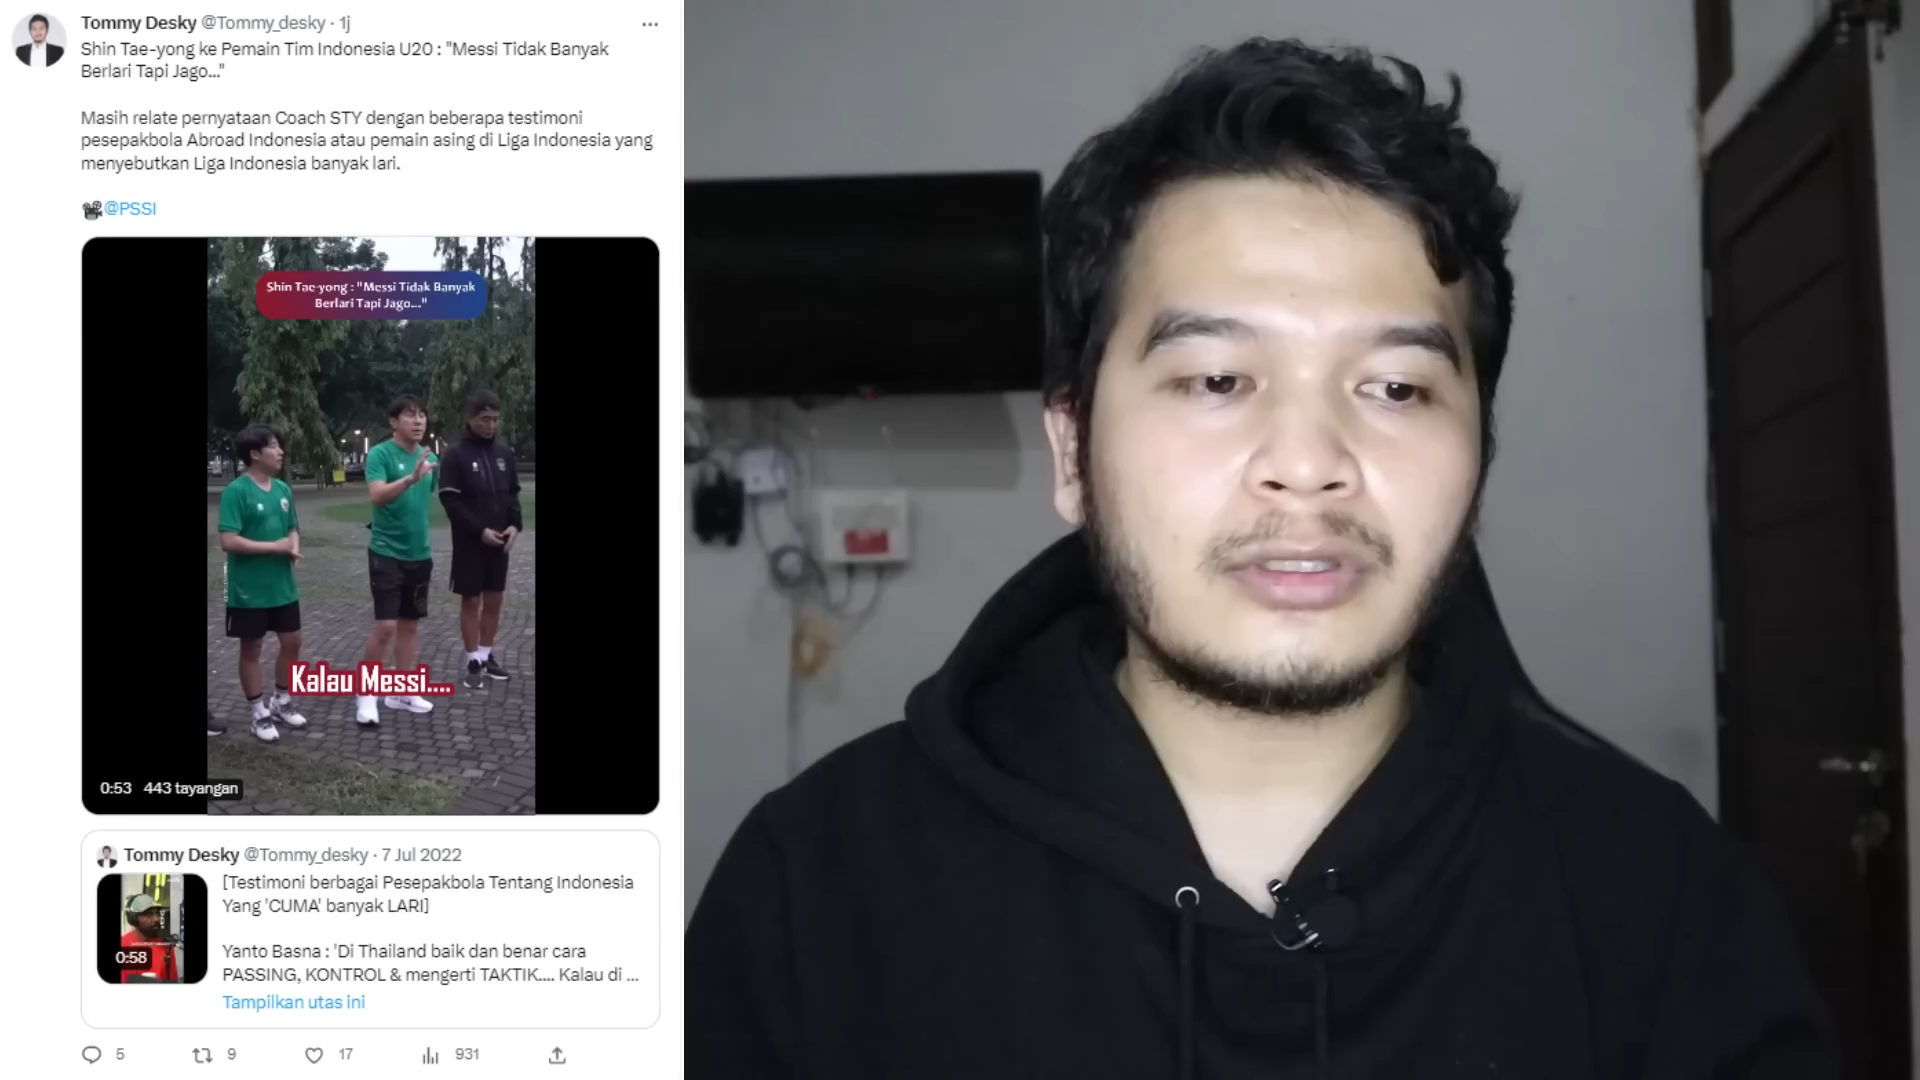 Tommy Desky @Tommy_desky · 1j
Shin Tae-yong ke Pemain Tim Indonesia U20 : "Messi Tidak Banyak
Berlari Tapi Jago..."
Masih relate pernyataan Coach STY dengan beberapa testimoni
pesepakbola Abroad Indonesia atau pemain asing di Liga Indonesia yang
menyebutkan Liga Indonesia banyak lari.
@PSSI
Shin Tae-yong : "Messi Tidak Banyak
Berlari Tapi Jago..."
Kalau Messi....
0:53 443 tayangan
Tommy Desky @Tommy_desky · 7 Jul 2022
[Testimoni berbagai Pesepakbola Tentang Indonesia
Yang 'CUMA' banyak LARI]
0:58
Yanto Basna : 'Di Thailand baik dan benar cara
PASSING, KONTROL & mengerti TAKTIK.... Kalau di ...
Tampilkan utas ini
5 9 17 931